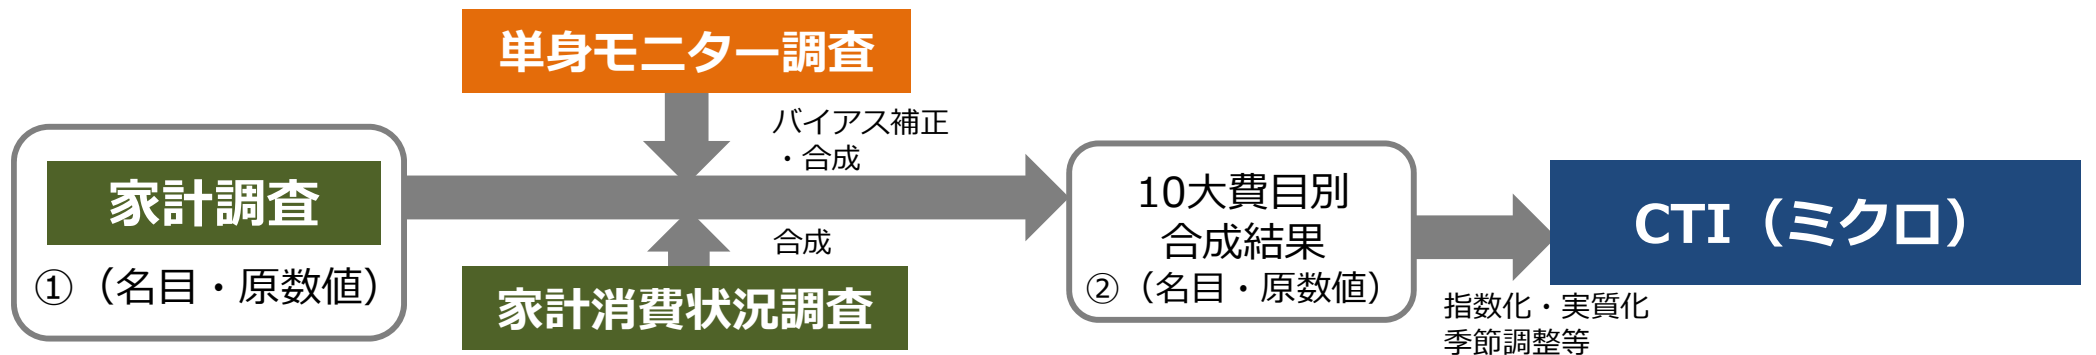 単身モニター調査
バイアス補正
・合成
家計調査
①（名目・原数値）
合成
家計消費状況調査
10大費目別
合成結果
②（名目・原数値）
CTI（ミクロ）
指数化・実質化
季節調整等